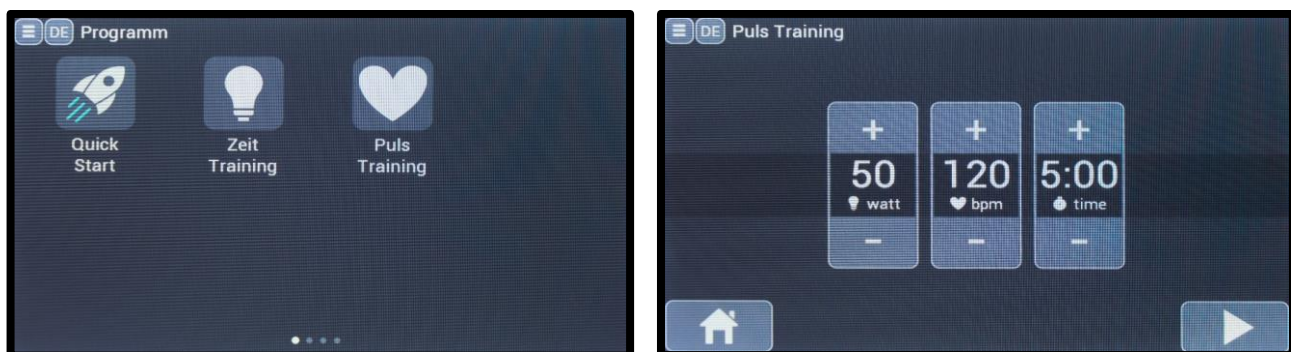 DE Programm
Quick
Start
Zeit
Training
Puls
Training
DE Puls Training
+
+
+
50
watt
120
bpm
5:00
time
-
-
-